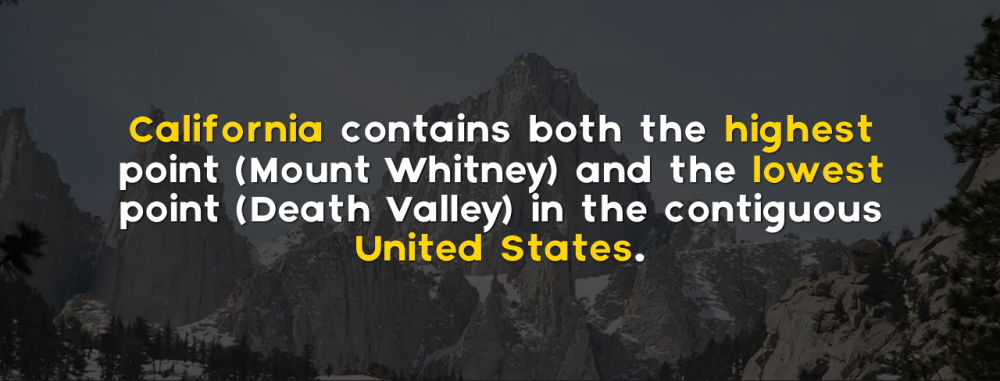 California contains both the highest
point (Mount Whitney) and the lowest
point (Death Valley) in the contiguous
United States.